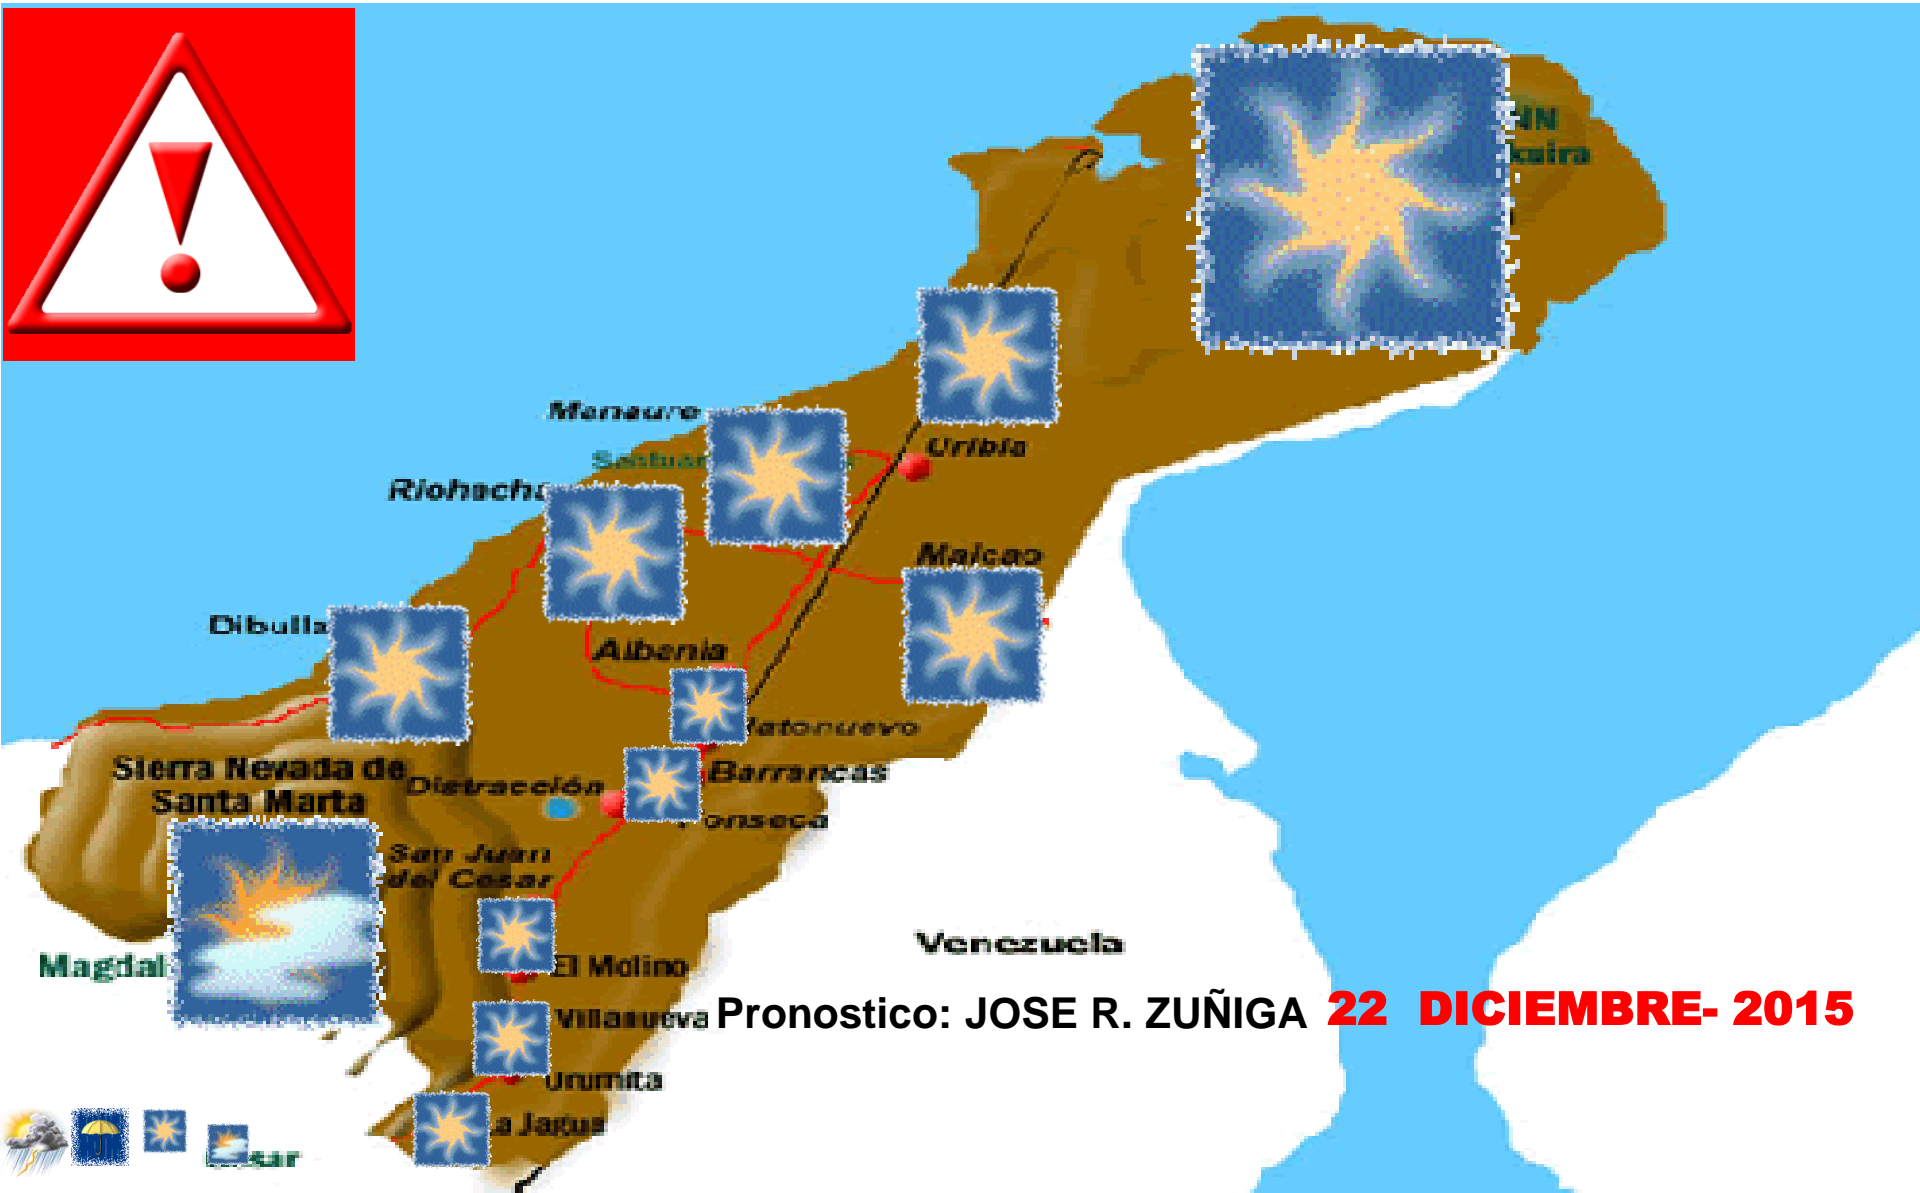 Manaure
Uribia
Maicao
Dibulla
Albania
Sierra Nevada de
Santa Marta
Distracción
Barrancas
San Juan
del Cesar
Venezuela
El Molino
Villanueva
Pronostico: JOSE R. ZUÑIGA 22 DICIEMBRE- 2015
Urumita